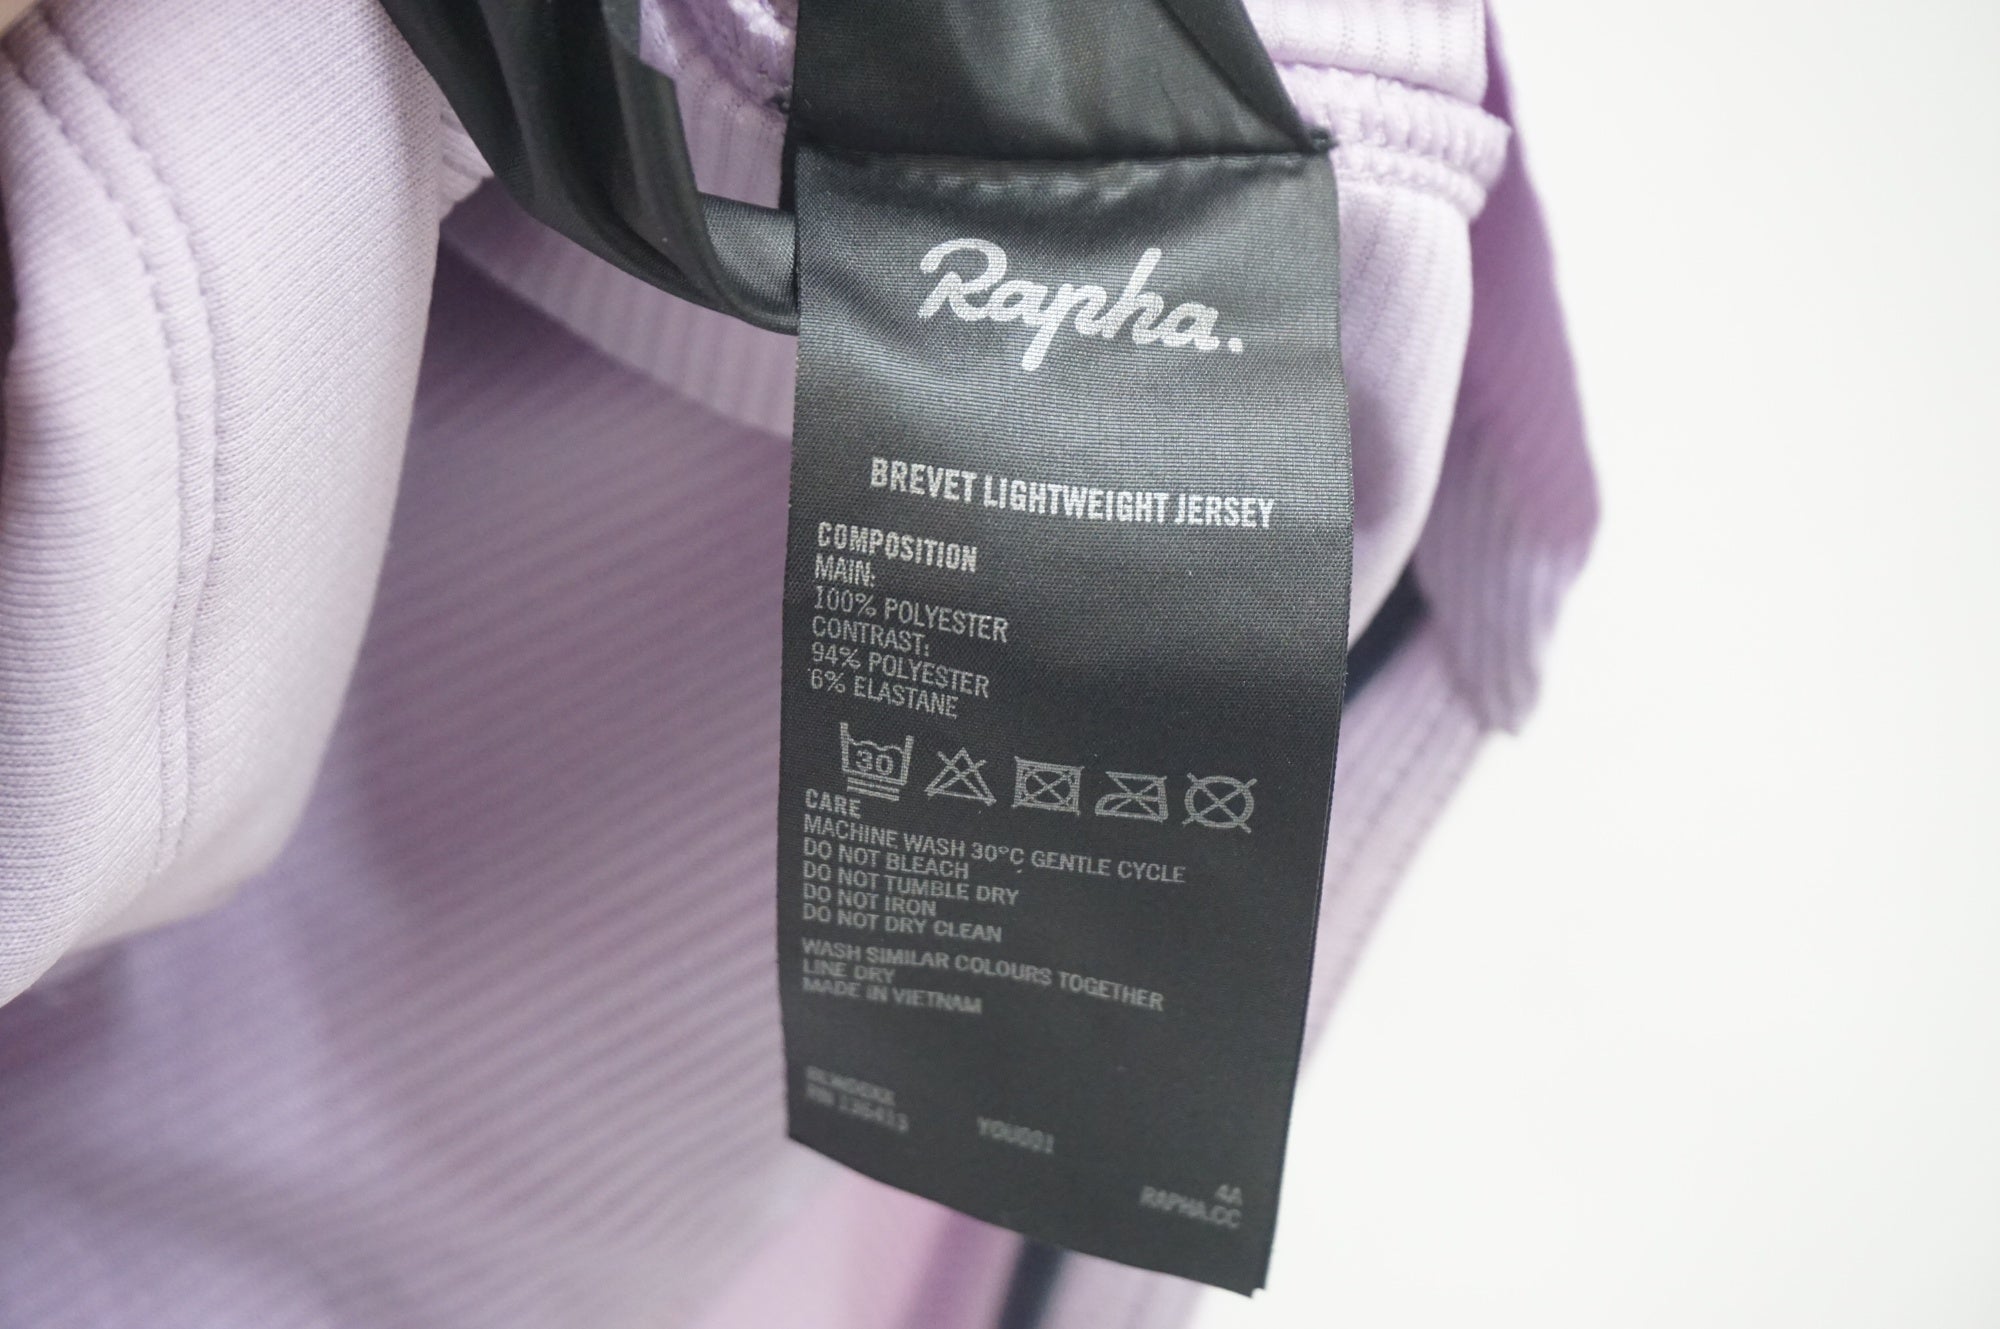 Rapha.
BREVET LIGHTWEIGHT JERSEY
COMPOSITION
MAIN:
100% POLYESTER
CONTRAST:
94% POLYESTER
6% ELASTANE
30
CARE
MACHINE WASH 30°C GENTLE CYCLE
DO NOT BLEACH
DO NOT TUMBLE DRY
DO NOT IRON
DO NOT DRY CLEAN
WASH SIMILAR COLOURS TOGETHER
LINE DRY
MADE IN VIETNAM
YOU001
4A
RAPHA.CC